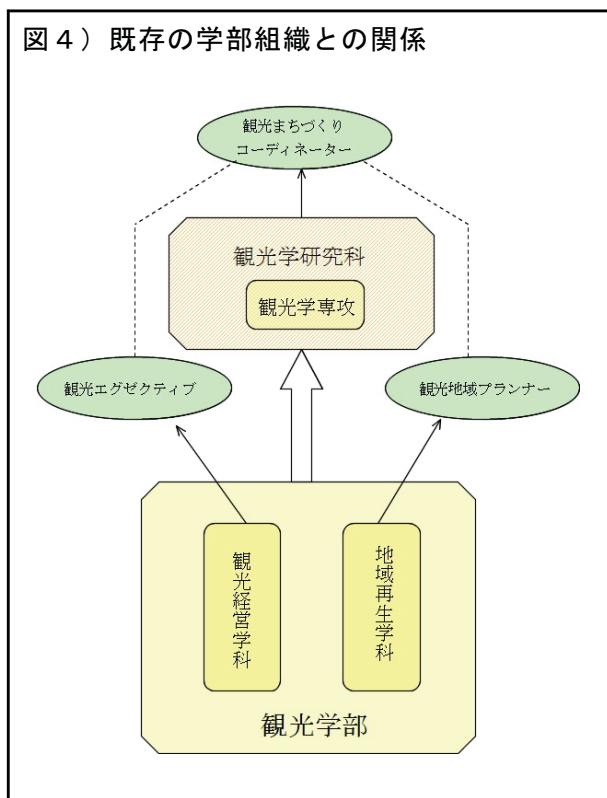 図４）既存の学部組織との関係
観光まちづくり
コーディネーター
観光学研究科
観光学専攻
観光エグゼクティブ
観光地域プランナー
観光経営学科
地域再生学科
観光学部